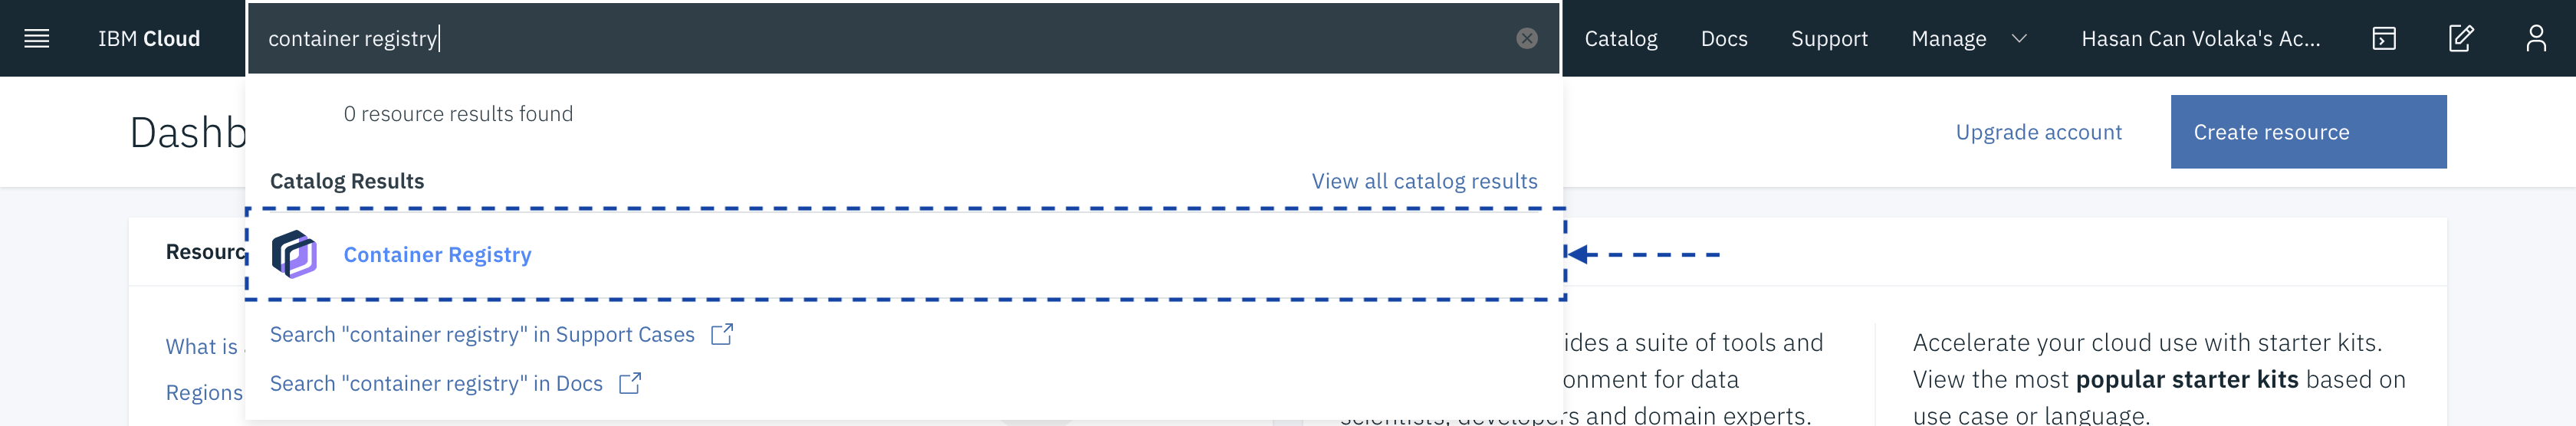 IBM Cloud
container registry
Catalog
Docs
Support
Manage
Hasan Can Volaka's Ac...
0 resource results found
Dashb
Upgrade account
Create resource
Catalog Results
View all catalog results
Resourc
Container Registry
Search "container registry" in Support Cases
Search "container registry" in Docs
What is
Regions
ides a suite of tools and
onment for data
scientists, developers and domain experts.
Accelerate your cloud use with starter kits.
View the most popular starter kits based on
use case or language.